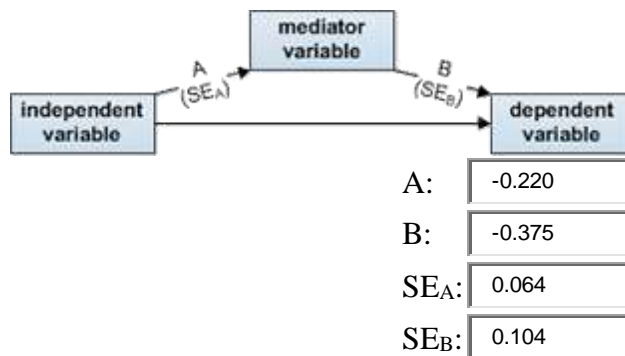 mediator
variable
A
(SEA)
B
(SEB)
independent
variable
dependent
variable
A: -0.220
B: -0.375
SEA: 0.064
SEB: 0.104